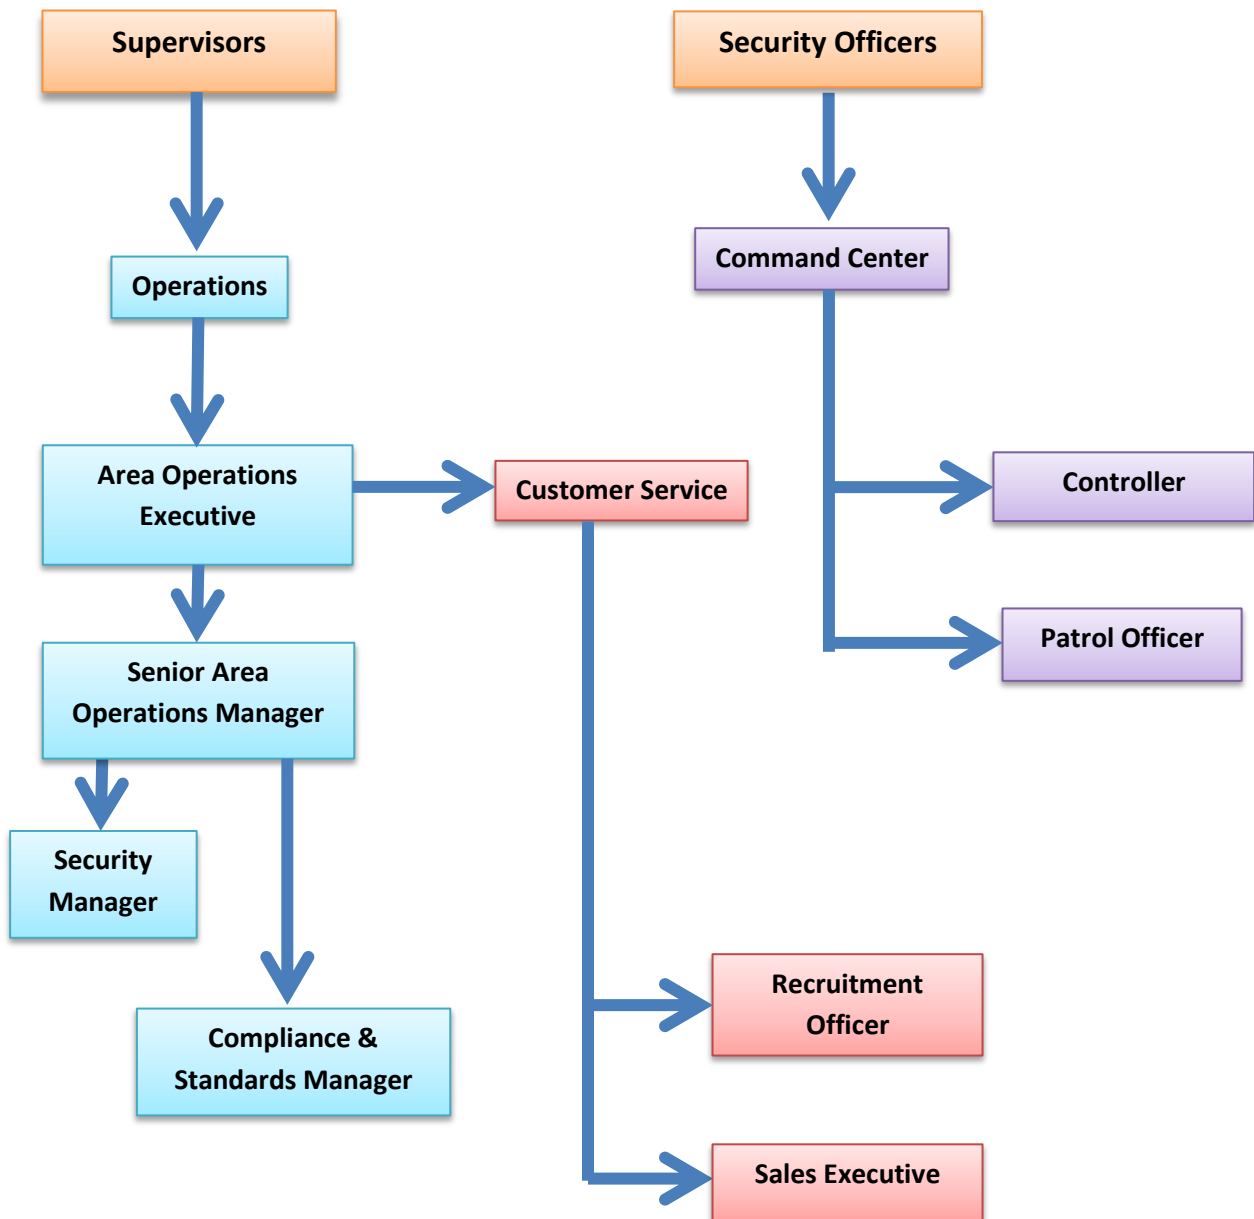 Supervisors
Security Officers
Command Center
Operations
Area Operations
Executive
Customer Service
Controller
Patrol Officer
Senior Area
Operations Manager
Security
Manager
Recruitment
Officer
Compliance &
Standards Manager
Sales Executive